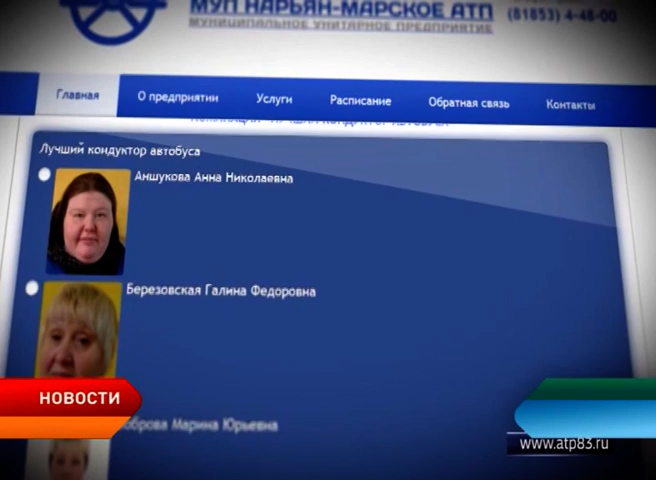 МУП НАРЬЯН-МАРСКОЕ АТП
МУНИЦИПАЛЬНОЕ УНИТАРНОЕ ПРЕДПРИЯТИЕ
(81853) 4-48-00
Главная
О предприятии
Услуги
Расписание
Обратная связь
Контакты
Лучший кондуктор автобуса
Аншукова Анна Николаевна
Березовская Галина Федоровна
Марина Юрьевна
НОВОСТИ
www.atp83.ru